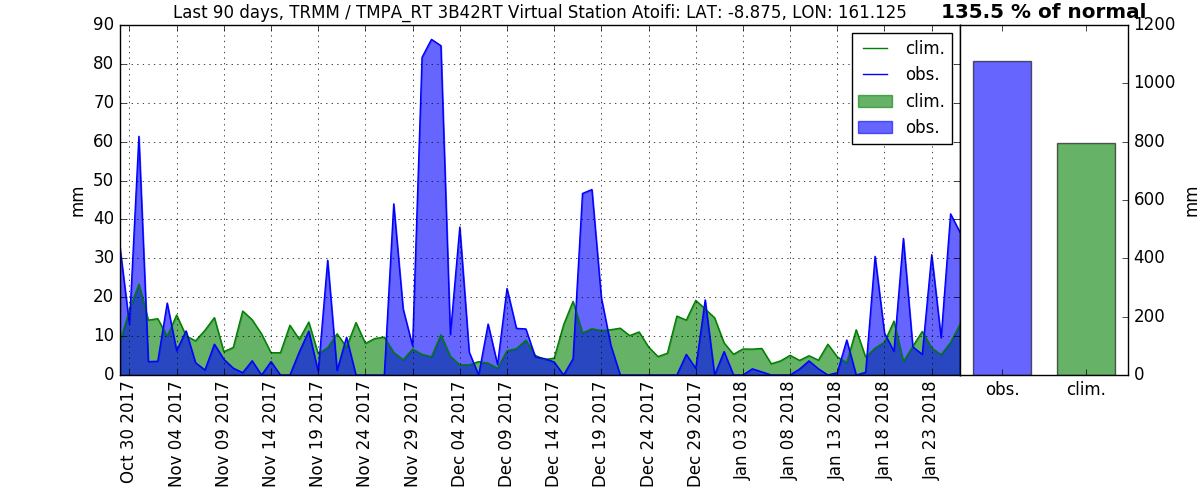 Last 90 days, TRMM / TMPA_RT 3B42RT Virtual Station Atoifi: LAT: -8.875, LON: 161.125
135.5 % of normal
90
80
70
60
50
40
30
20
10
0
mm
clim.
obs.
clim.
obs.
1200
1000
800
600
400
200
0
mm
Oct 30 2017
Nov 04 2017
Nov 09 2017
Nov 14 2017
Nov 19 2017
Nov 24 2017
Nov 29 2017
Dec 04 2017
Dec 09 2017
Dec 14 2017
Dec 19 2017
Dec 24 2017
Dec 29 2017
Jan 03 2018
Jan 08 2018
Jan 13 2018
Jan 18 2018
Jan 23 2018
obs.
clim.